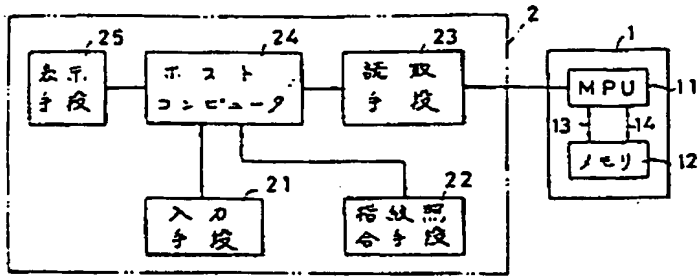 25
24
23
2
1
表示
手段
ホスト
コンピュータ
読取
手段
MPU
11
13
14
メモリ
12
21
22
入力
手段
指紋照
合手段